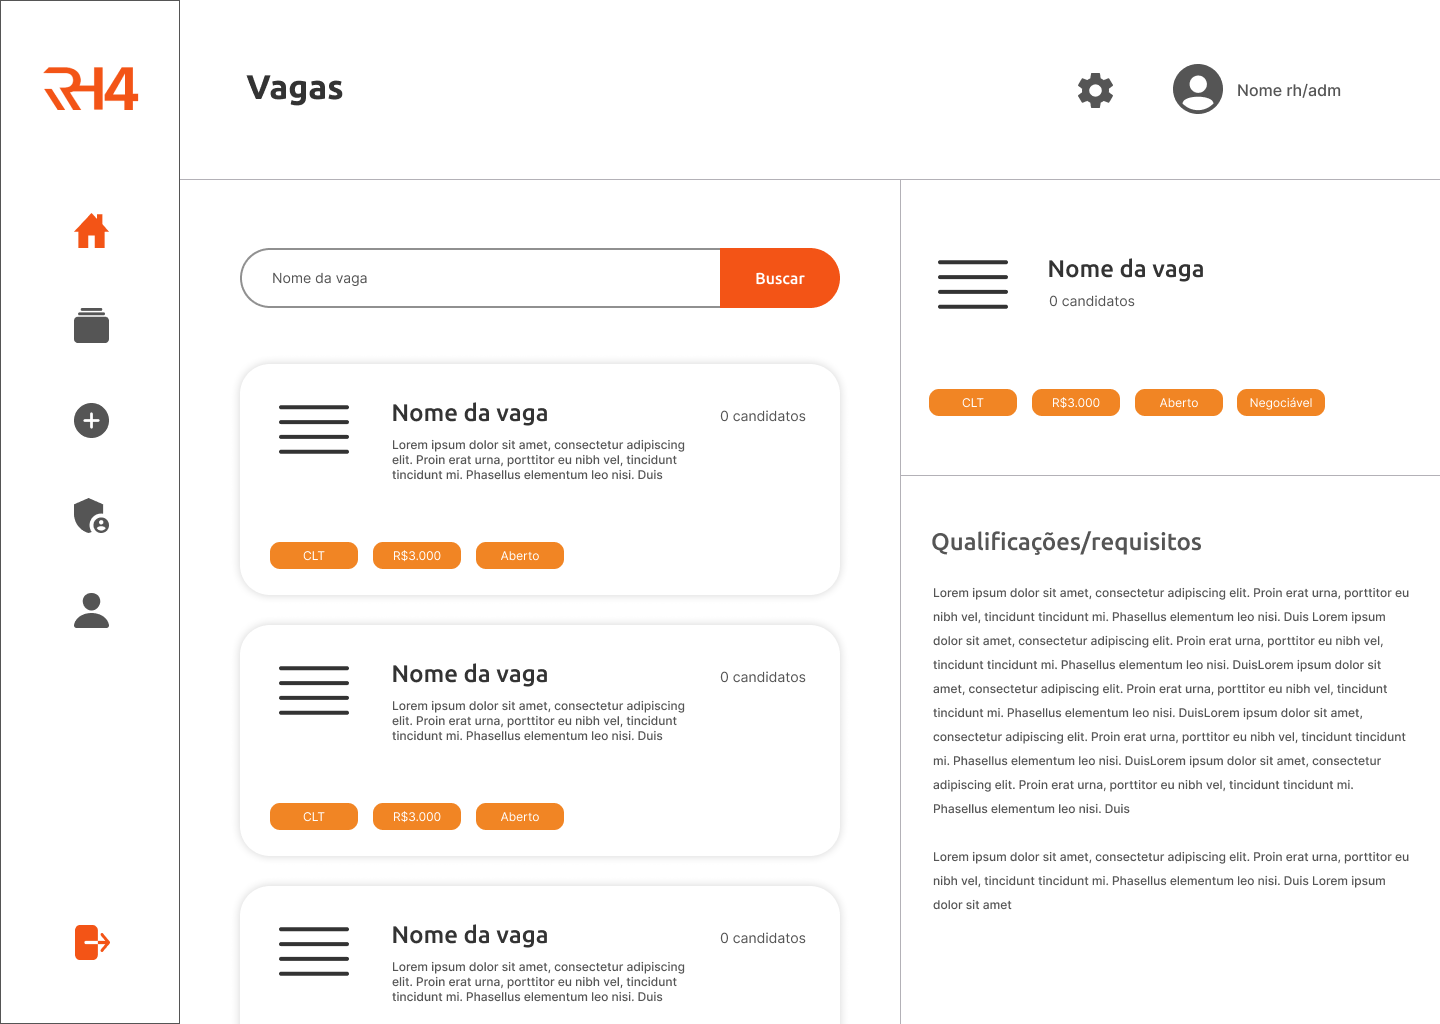 RH4
Vagas
Nome rh/adm
Nome da vaga
Buscar
Nome da vaga
0 candidatos
Lorem ipsum dolor sit amet, consectetur adipiscing
elit. Proin erat urna, porttitor eu nibh vel, tincidunt
tincidunt mi. Phasellus elementum leo nisi. Duis
CLT
R$3.000
Aberto
Nome da vaga
0 candidatos
Lorem ipsum dolor sit amet, consectetur adipiscing
elit. Proin erat urna, porttitor eu nibh vel, tincidunt
tincidunt mi. Phasellus elementum leo nisi. Duis
CLT
R$3.000
Aberto
Nome da vaga
0 candidatos
Lorem ipsum dolor sit amet, consectetur adipiscing
elit. Proin erat urna, porttitor eu nibh vel, tincidunt
tincidunt mi. Phasellus elementum leo nisi. Duis
Nome da vaga
0 candidatos
CLT
R$3.000
Aberto
Negociável
Qualificações/requisitos
Lorem ipsum dolor sit amet, consectetur adipiscing elit. Proin erat urna, porttitor eu
nibh vel, tincidunt tincidunt mi. Phasellus elementum leo nisi. Duis Lorem ipsum
dolor sit amet, consectetur adipiscing elit. Proin erat urna, porttitor eu nibh vel,
tincidunt tincidunt mi. Phasellus elementum leo nisi. DuisLorem ipsum dolor sit
amet, consectetur adipiscing elit. Proin erat urna, porttitor eu nibh vel, tincidunt
tincidunt mi. Phasellus elementum leo nisi. DuisLorem ipsum dolor sit amet,
consectetur adipiscing elit. Proin erat urna, porttitor eu nibh vel, tincidunt tincidunt
mi. Phasellus elementum leo nisi. DuisLorem ipsum dolor sit amet, consectetur
adipiscing elit. Proin erat urna, porttitor eu nibh vel, tincidunt tincidunt mi.
Phasellus elementum leo nisi. Duis
Lorem ipsum dolor sit amet, consectetur adipiscing elit. Proin erat urna, porttitor eu
nibh vel, tincidunt tincidunt mi. Phasellus elementum leo nisi. Duis Lorem ipsum
dolor sit amet